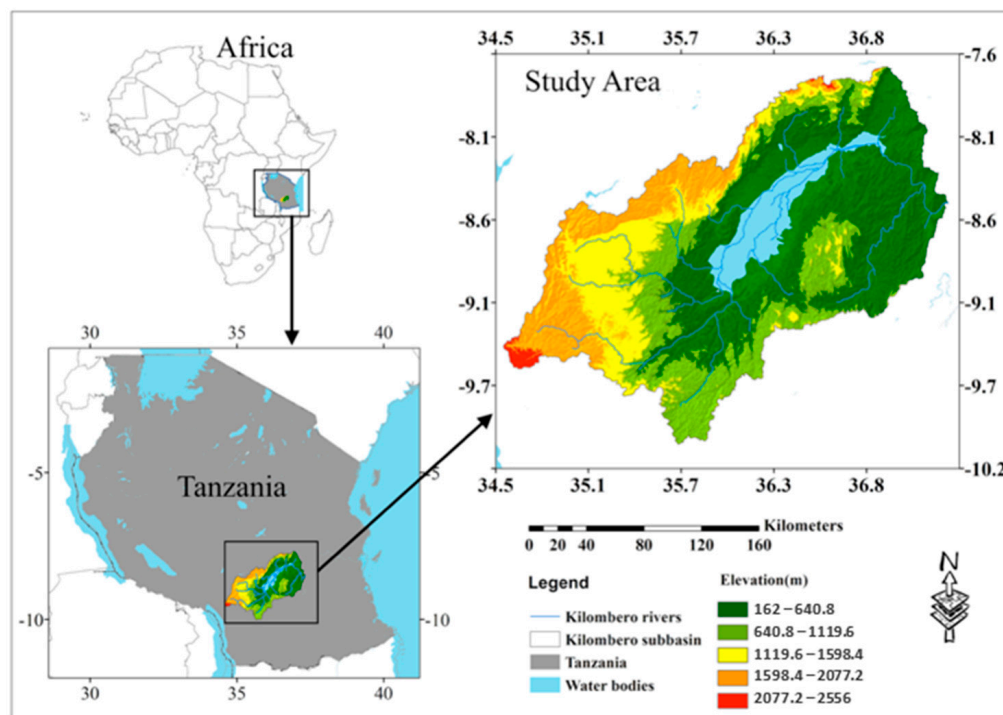 Africa
Study Area
34.5 35.1 35.7 36.3 36.8
-7.6
-8.1 -8.1
-8.6 -8.6
-9.1 -9.1
-9.7 -9.7
-10.2
34.5 35.1 35.7 36.3 36.8
30 35 40
Tanzania
-5 -5
-10 -10
30 35 40
Kilometers
0 20 40 80 120 160
Legend
Kilombero rivers
Kilombero subbasin
Tanzania
Water bodies
Elevation(m)
162–640.8
640.8–1119.6
1119.6–1598.4
1598.4–2077.2
2077.2–2556
N